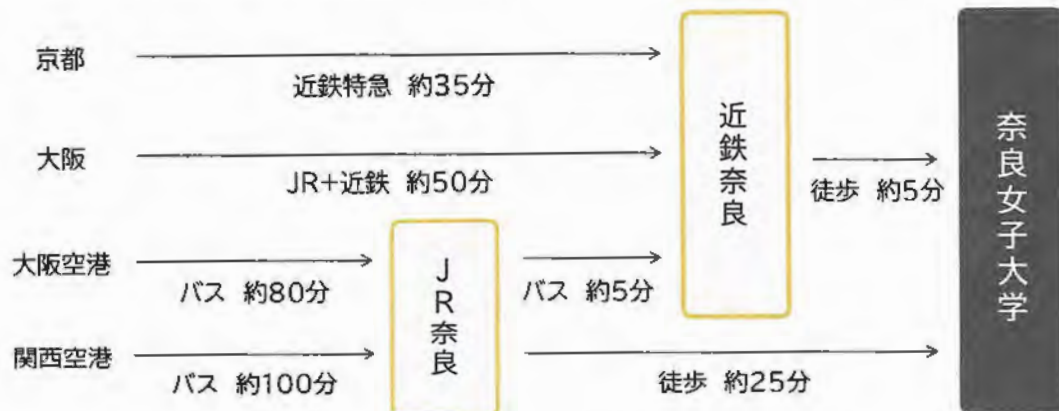 京都
近鉄特急 約35分
大阪
JR+近鉄 約50分
近鉄奈良
徒歩 約5分
奈良女子大学
大阪空港
バス 約80分
JR奈良
バス 約5分
関西空港
バス 約100分
徒歩 約25分